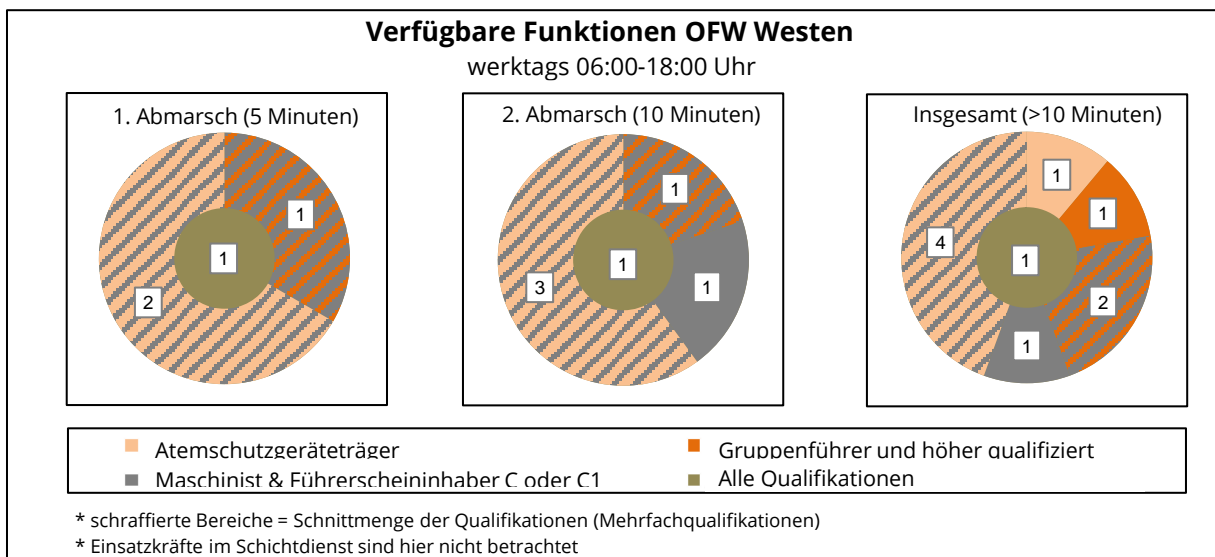 Verfügbare Funktionen OFW Westen
werktags 06:00-18:00 Uhr
1. Abmarsch (5 Minuten)
1
1
2
2. Abmarsch (10 Minuten)
1
1
3
1
Insgesamt (>10 Minuten)
1
1
4
1
2
1
Atemschutzgeräteträger
Gruppenführer und höher qualifiziert
Maschinist & Führerscheininhaber C oder C1
Alle Qualifikationen
* schraffierte Bereiche = Schnittmenge der Qualifikationen (Mehrfachqualifikationen)
* Einsatzkräfte im Schichtdienst sind hier nicht betrachtet